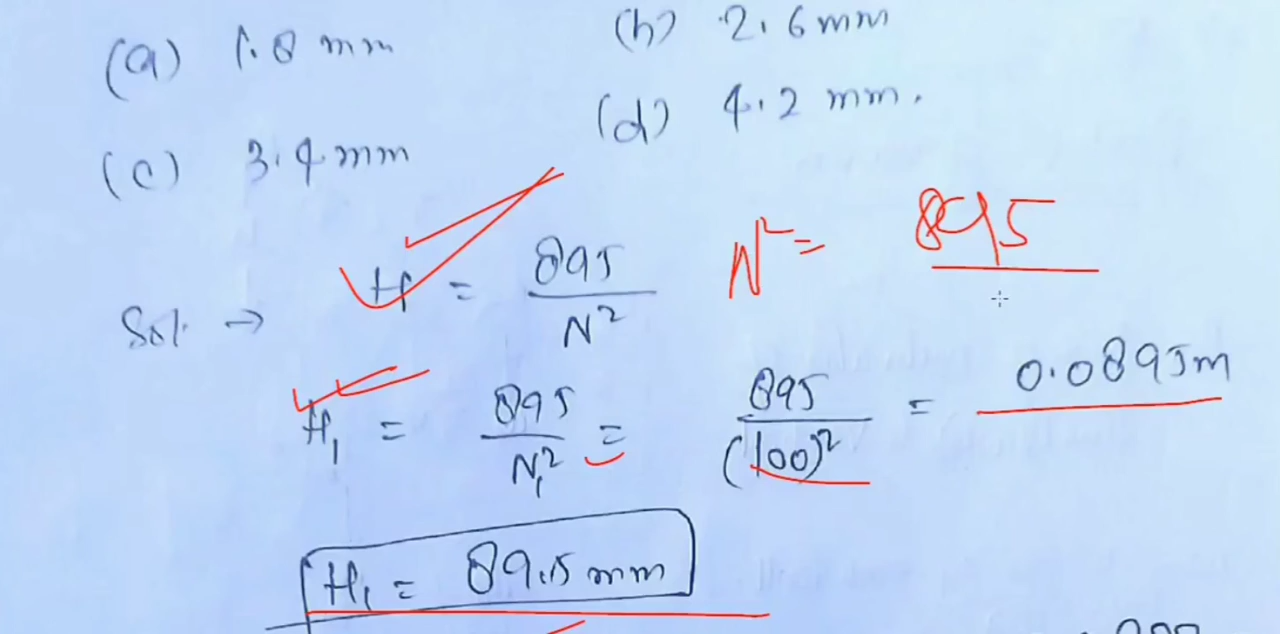 (a) 1.8 mm (b) 2.6 mm
(c) 3.4 mm (d) 4.2 mm.
Sol. → H = 895 / N² N² = 895
H₁ = 895 / N₁² = 895 / (100)² = 0.0895m
H₁ = 89.5 mm